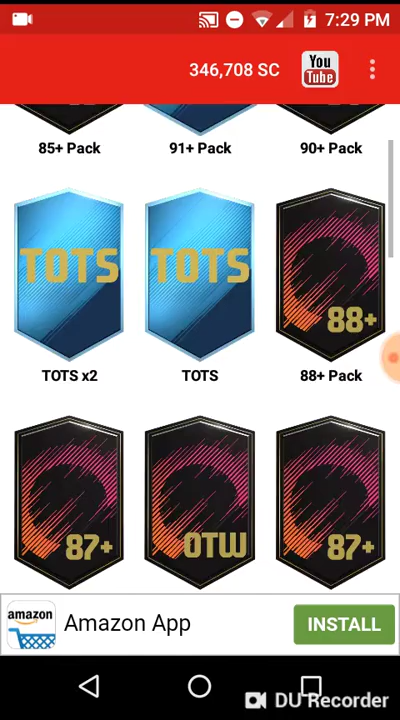 7:29 PM
346,708 SC
You
Tube
85+ Pack
91+ Pack
90+ Pack
TOTS
TOTS
88+
TOTS x2
TOTS
88+ Pack
87+
OTW
87+
amazon
Amazon App
INSTALL
DU Recorder